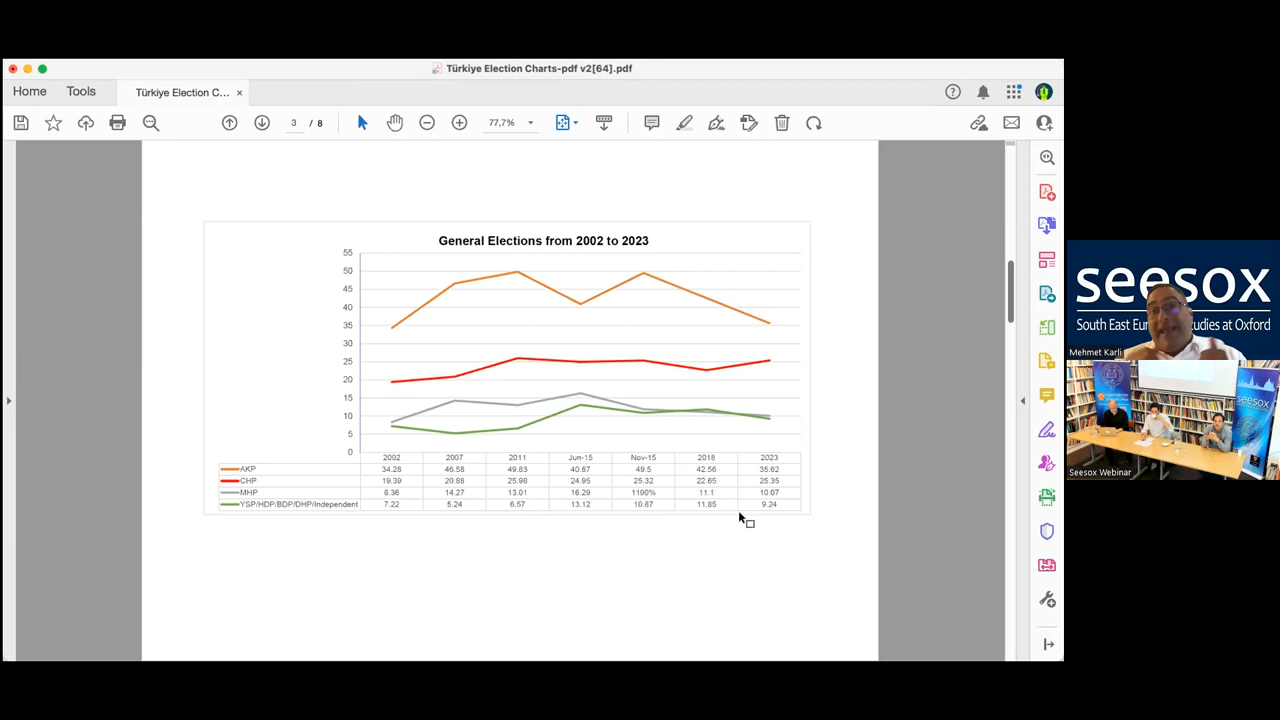 Türkiye Election Charts-pdf v2[64].pdf
Home Tools Türkiye Election C... ×
3 / 8 77,7%
General Elections from 2002 to 2023
55
50
45
40
35
30
25
20
15
10
5
0
2002 2007 2011 Jun-15 Nov-15 2018 2023
AKP 34.28 46.58 49.83 40.87 49.5 42.56 35.62
CHP 19.39 20.88 25.98 24.95 25.32 22.65 25.35
MHP 8.36 14.27 13.01 16.29 1190% 11.1 10.07
YSP/HDP/BDP/DHP/Independent 7.22 5.24 6.57 13.12 10.87 11.85 9.24
seesox
South East Eur studies at Oxford
Mehmet Karli
seesox
Seesox Webinar